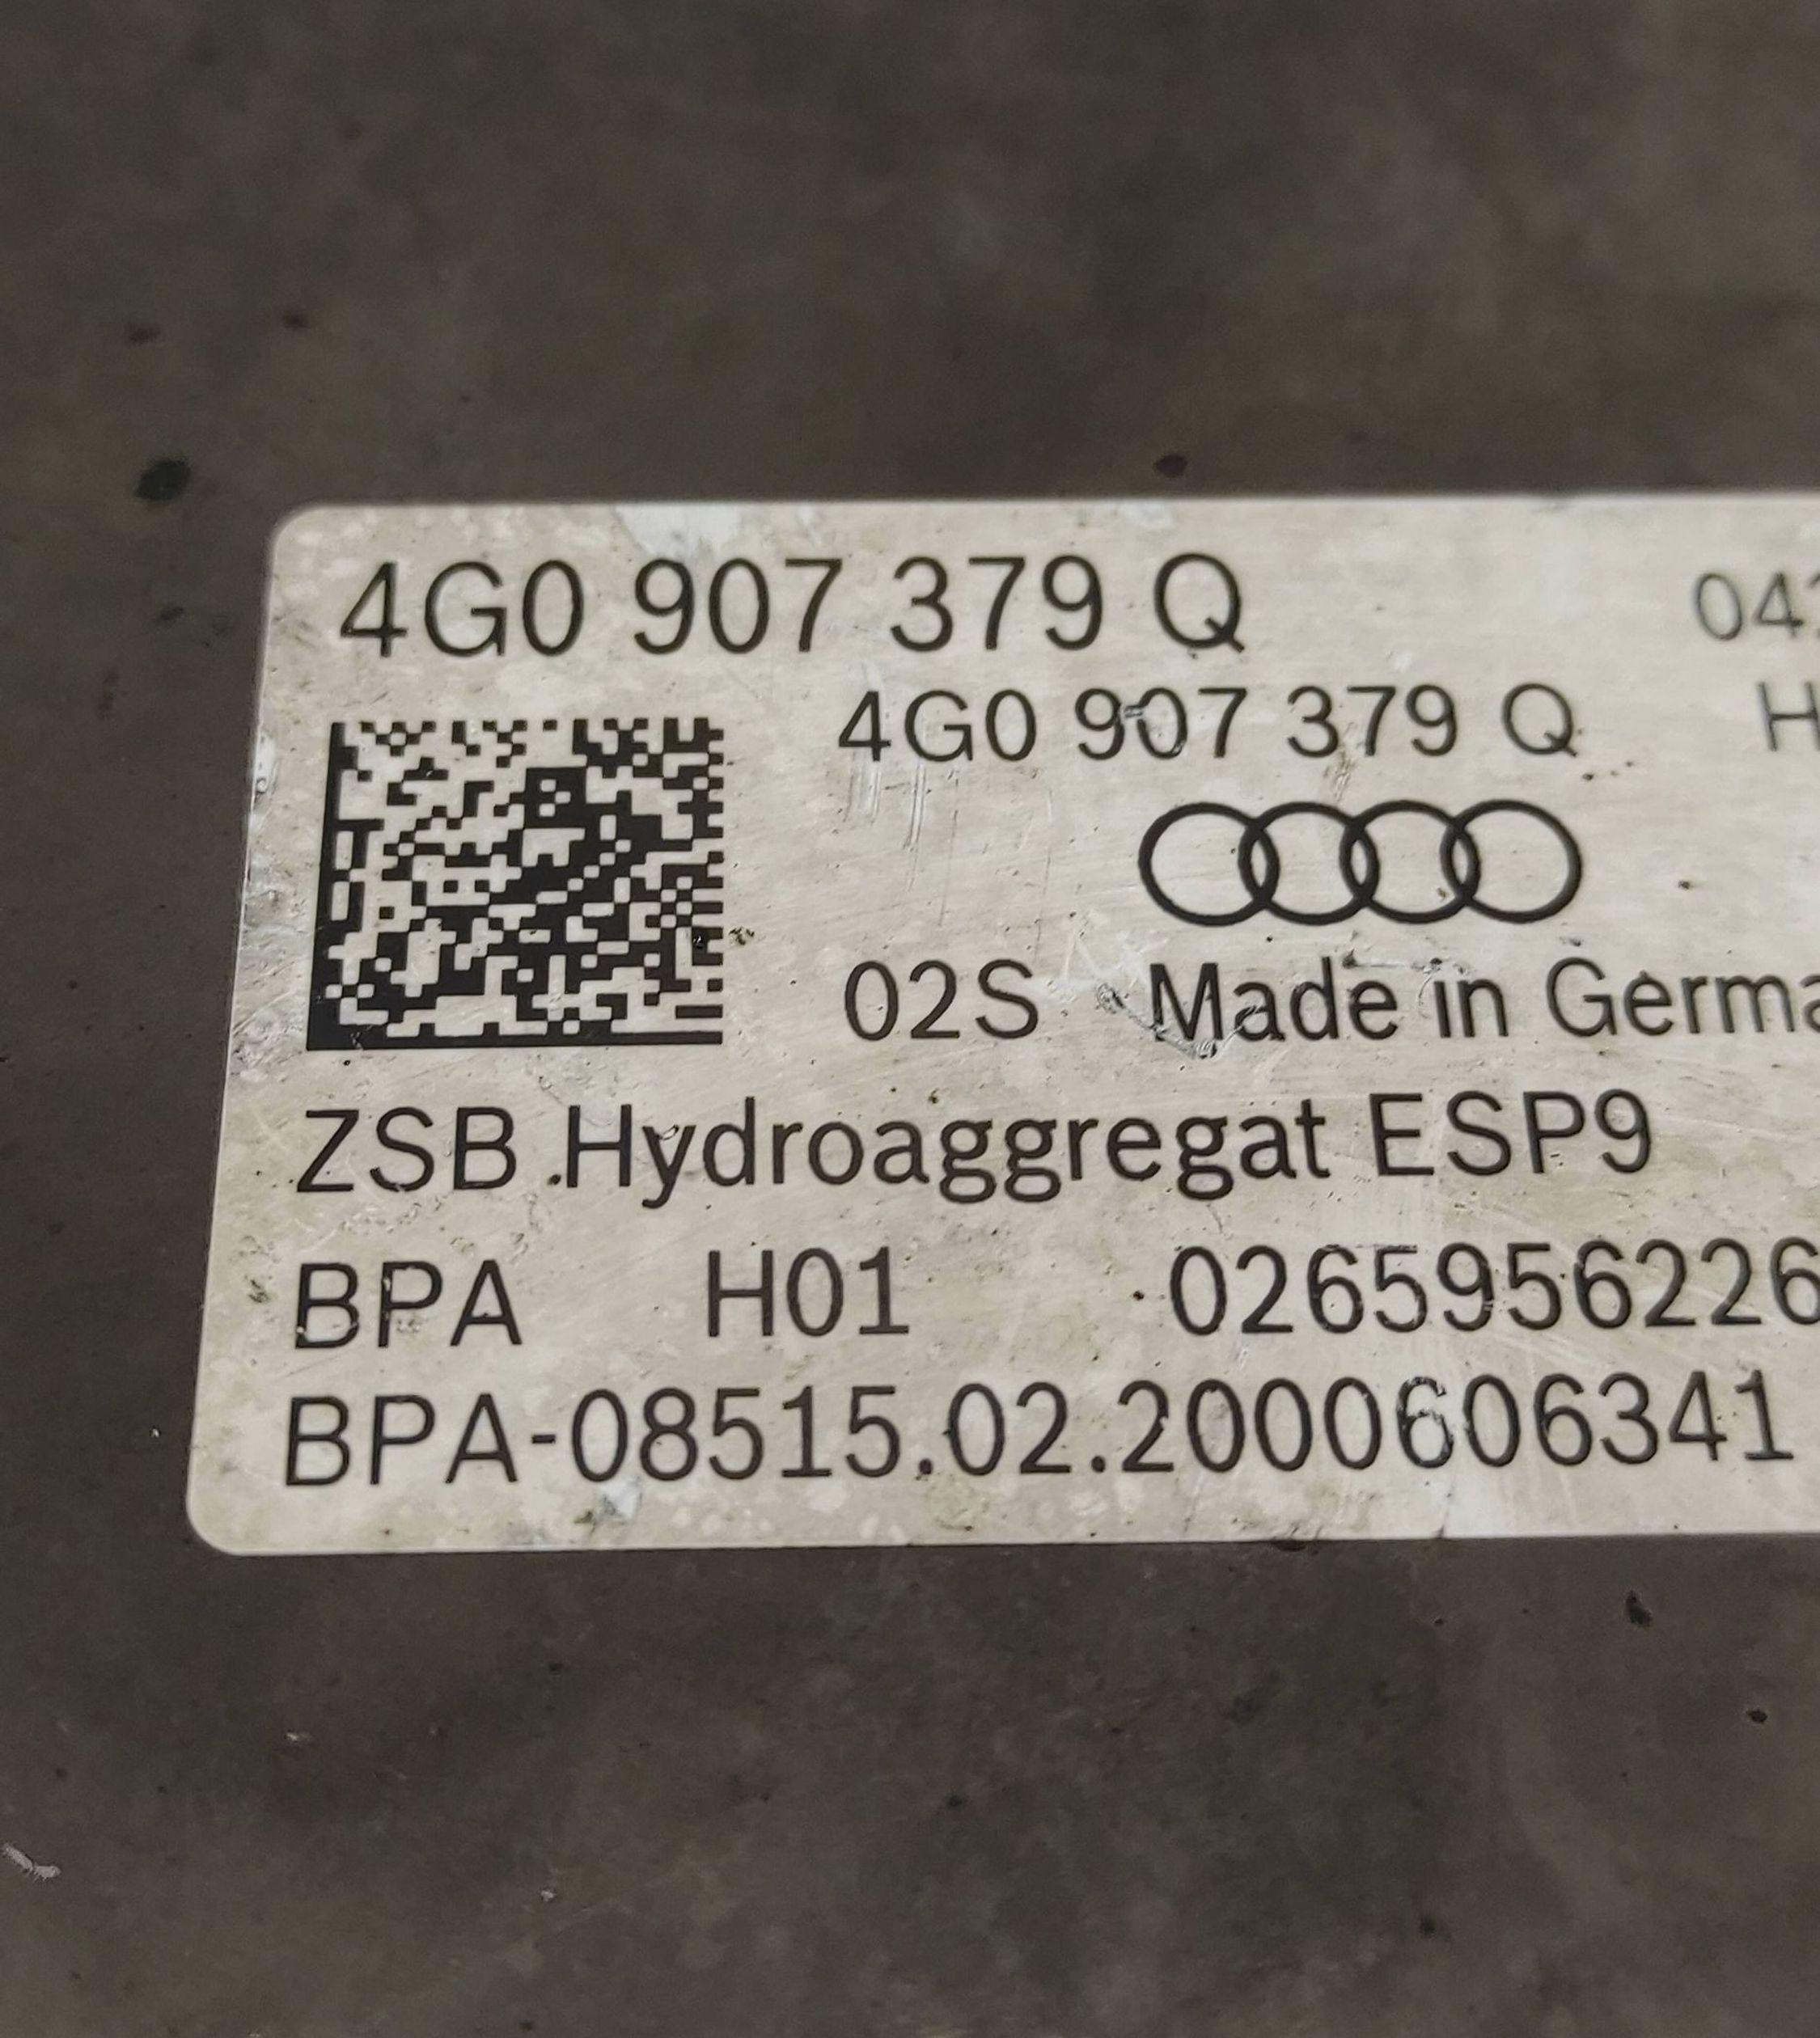 4G0 907 379 Q 04
4G0 907 379 Q H
02S Made in Germa
ZSB Hydroaggregat ESP9
BPA H01 0265956226
BPA-08515.02.2000606341